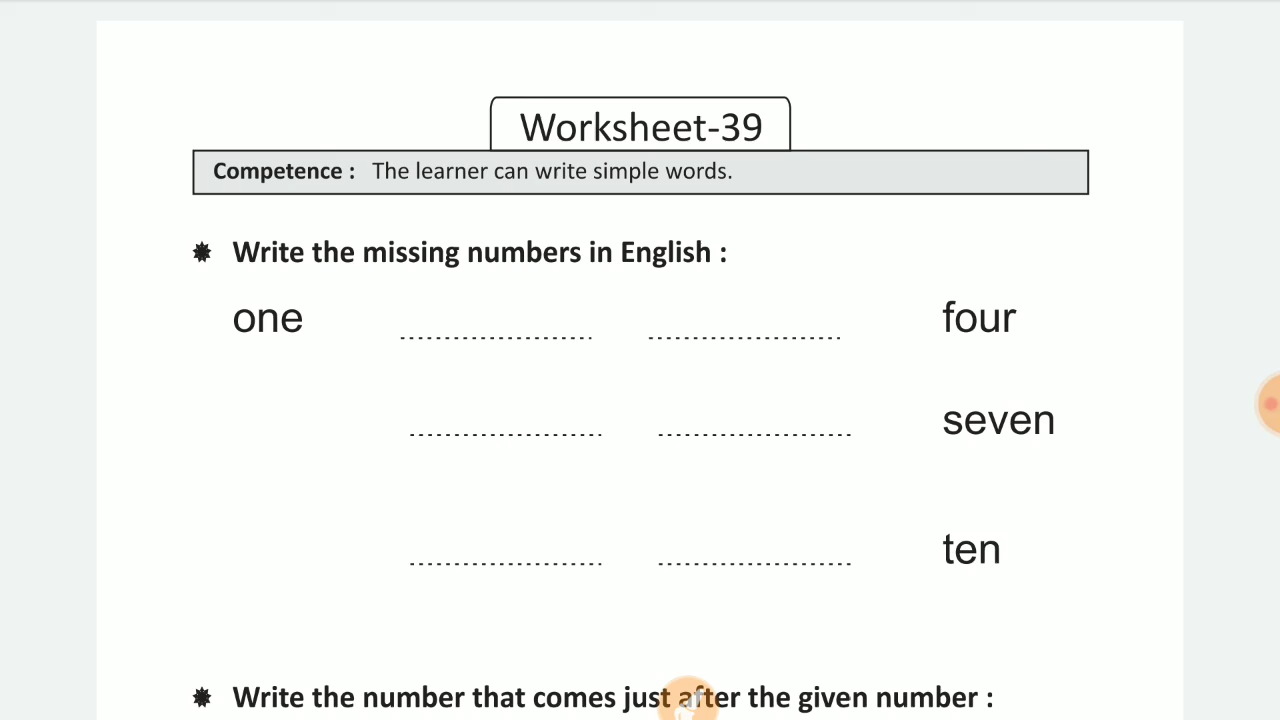 Worksheet-39
Competence : The learner can write simple words.
Write the missing numbers in English :
one ...................... ...................... four
...................... ...................... seven
...................... ...................... ten
Write the number that comes just after the given number :